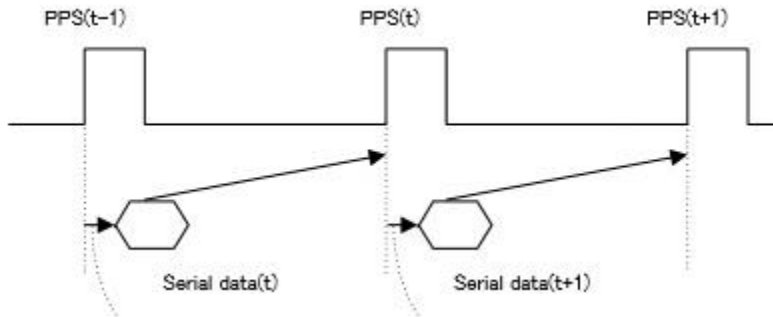 PPS(t-1)
PPS(t)
PPS(t+1)
Serial data(t)
Serial data(t+1)